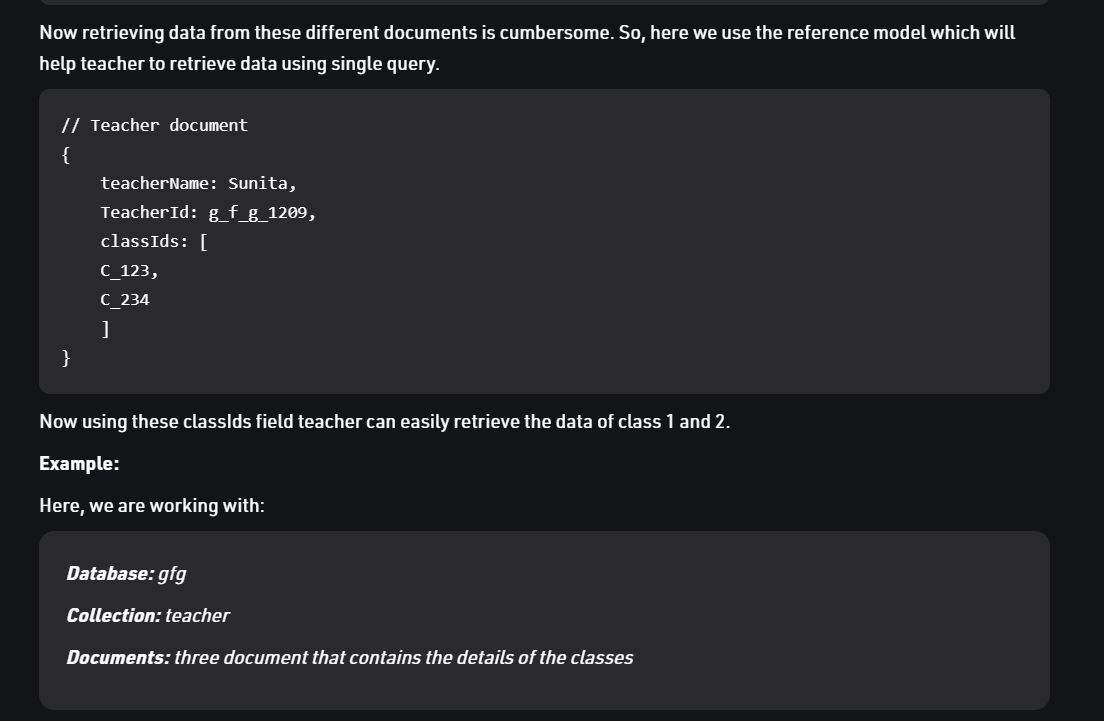 Now retrieving data from these different documents is cumbersome. So, here we use the reference model which will
help teacher to retrieve data using single query.
// Teacher document
{
teacherName: Sunita,
TeacherId: g_f_g_1209,
classIds: [
C_123,
C_234
]
}
Now using these classIds field teacher can easily retrieve the data of class 1 and 2.
Example:
Here, we are working with:
Database: gfg
Collection: teacher
Documents: three document that contains the details of the classes